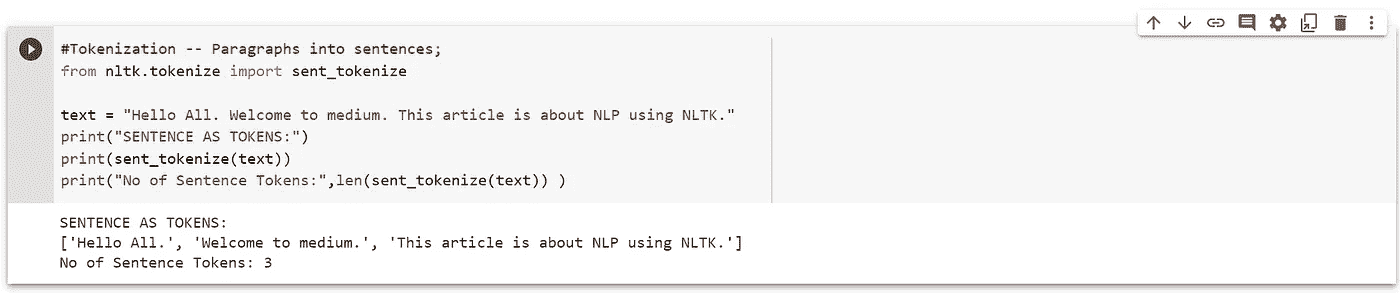 #Tokenization -- Paragraphs into sentences;
from nltk.tokenize import sent_tokenize
text = "Hello All. Welcome to medium. This article is about NLP using NLTK."
print("SENTENCE AS TOKENS:")
print(sent_tokenize(text))
print("No of Sentence Tokens:",len(sent_tokenize(text)) )
SENTENCE AS TOKENS:
['Hello All.', 'Welcome to medium.', 'This article is about NLP using NLTK.']
No of Sentence Tokens: 3